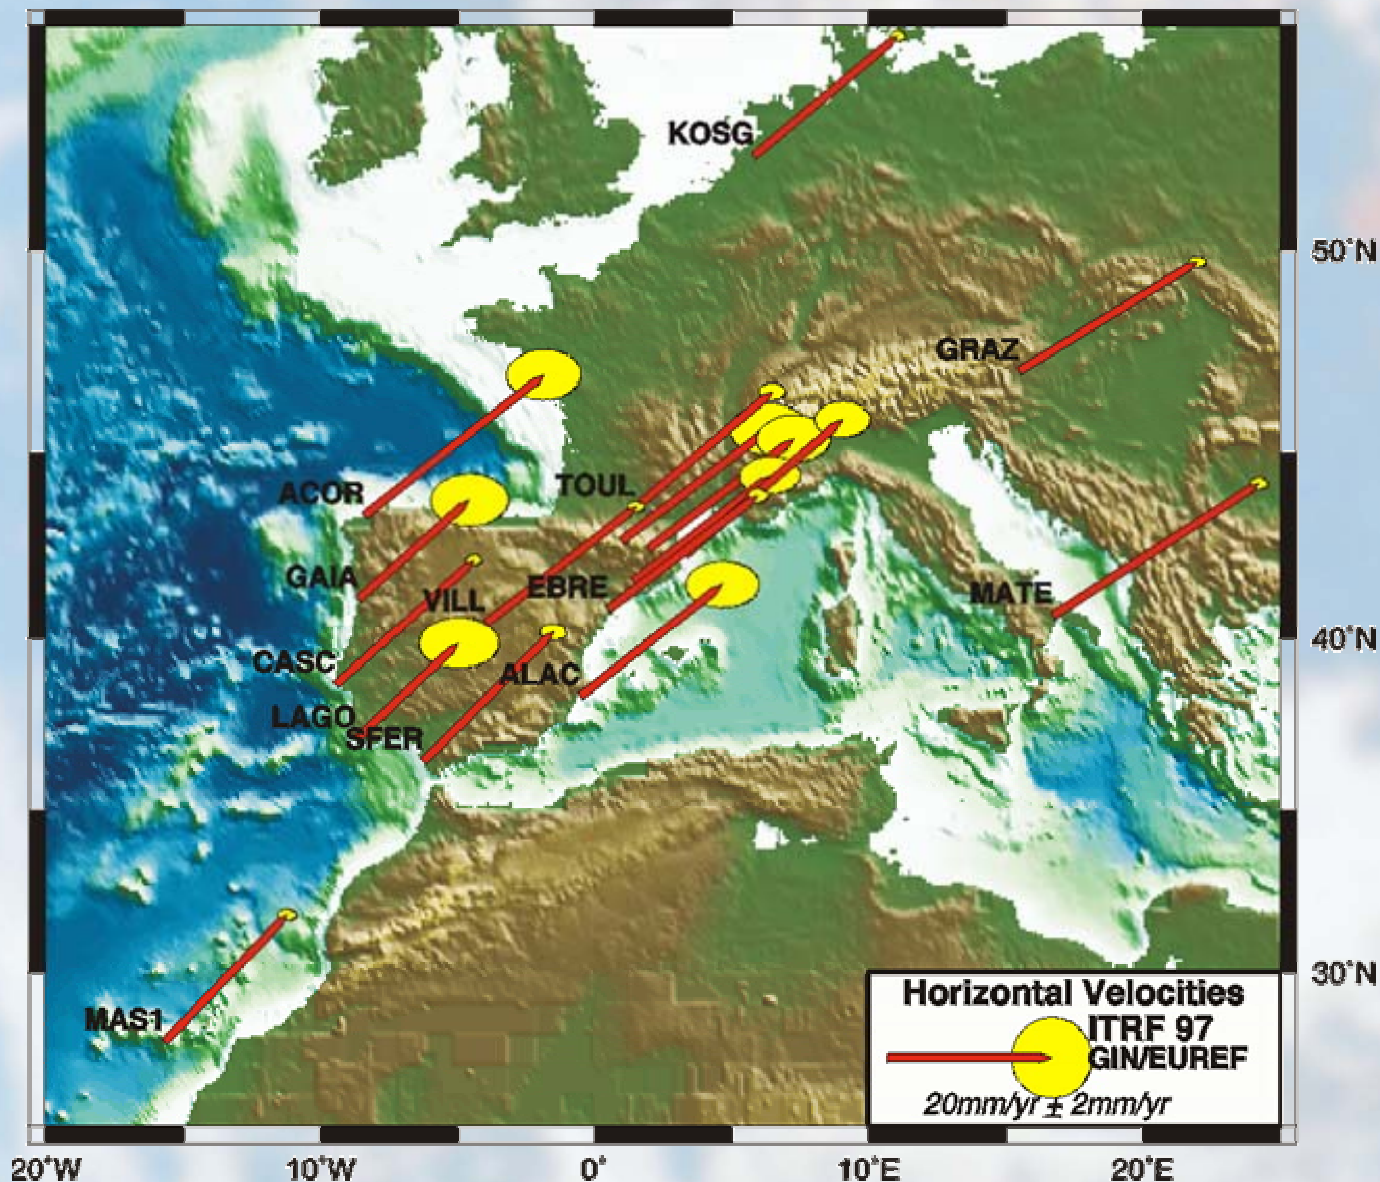 KOSG
50°N
GRAZ
TOUL
ACOR
GAIA
EBRE
VILL
MATE
40°N
CASC
ALAC
LAGO
SFER
30°N
Horizontal Velocities
ITRF 97
GIN/EUREF
20mm/yr ± 2mm/yr
MAS1
20°W 10°W 0° 10°E 20°E